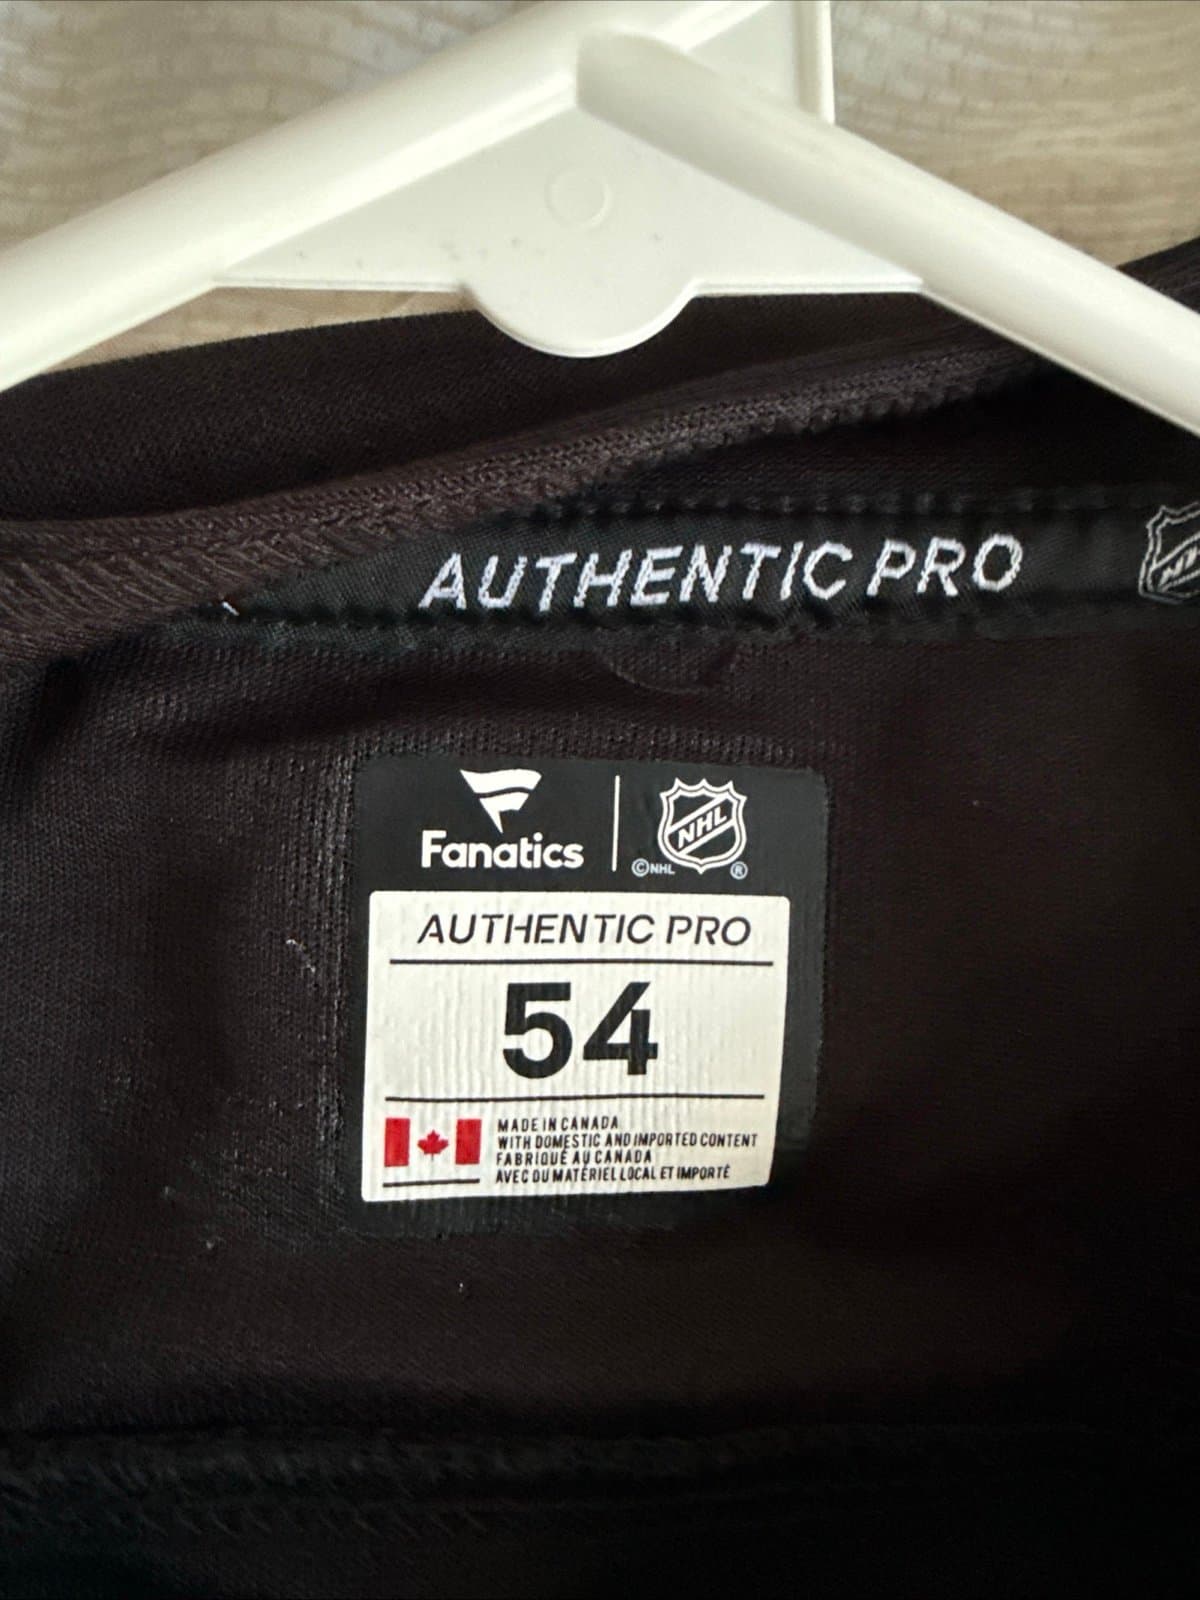 AUTHENTIC PRO
Fanatics
NHL
©NHL ®
AUTHENTIC PRO
54
MADE IN CANADA
WITH DOMESTIC AND IMPORTED CONTENT
FABRIQUÉ AU CANADA
AVEC DU MATÉRIEL LOCAL ET IMPORTÉ